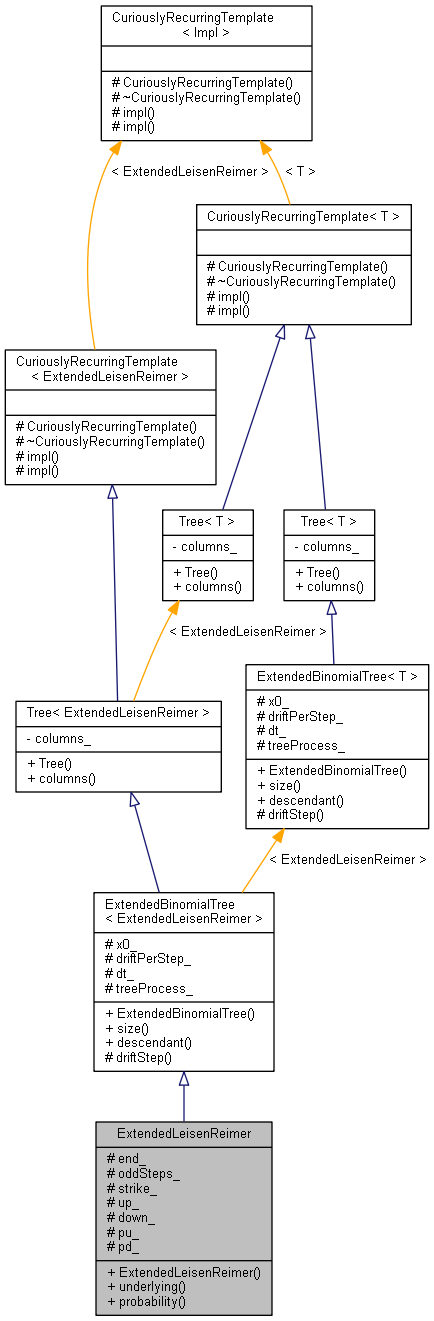 CuriouslyRecurringTemplate
< Impl >
# CuriouslyRecurringTemplate()
# ~CuriouslyRecurringTemplate()
# impl()
# impl()
< ExtendedLeisenReimer >
< T >
CuriouslyRecurringTemplate< T >
# CuriouslyRecurringTemplate()
# ~CuriouslyRecurringTemplate()
# impl()
# impl()
CuriouslyRecurringTemplate
< ExtendedLeisenReimer >
# CuriouslyRecurringTemplate()
# ~CuriouslyRecurringTemplate()
# impl()
# impl()
Tree< T >
- columns_
+ Tree()
+ columns()
Tree< T >
- columns_
+ Tree()
+ columns()
< ExtendedLeisenReimer >
ExtendedBinomialTree< T >
# x0_
# driftPerStep_
# dt_
# treeProcess_
+ ExtendedBinomialTree()
+ size()
+ descendant()
# driftStep()
Tree< ExtendedLeisenReimer >
- columns_
+ Tree()
+ columns()
< ExtendedLeisenReimer >
ExtendedBinomialTree
< ExtendedLeisenReimer >
# x0_
# driftPerStep_
# dt_
# treeProcess_
+ ExtendedBinomialTree()
+ size()
+ descendant()
# driftStep()
ExtendedLeisenReimer
# end_
# oddSteps_
# strike_
# up_
# down_
# pu_
# pd_
+ ExtendedLeisenReimer()
+ underlying()
+ probability()